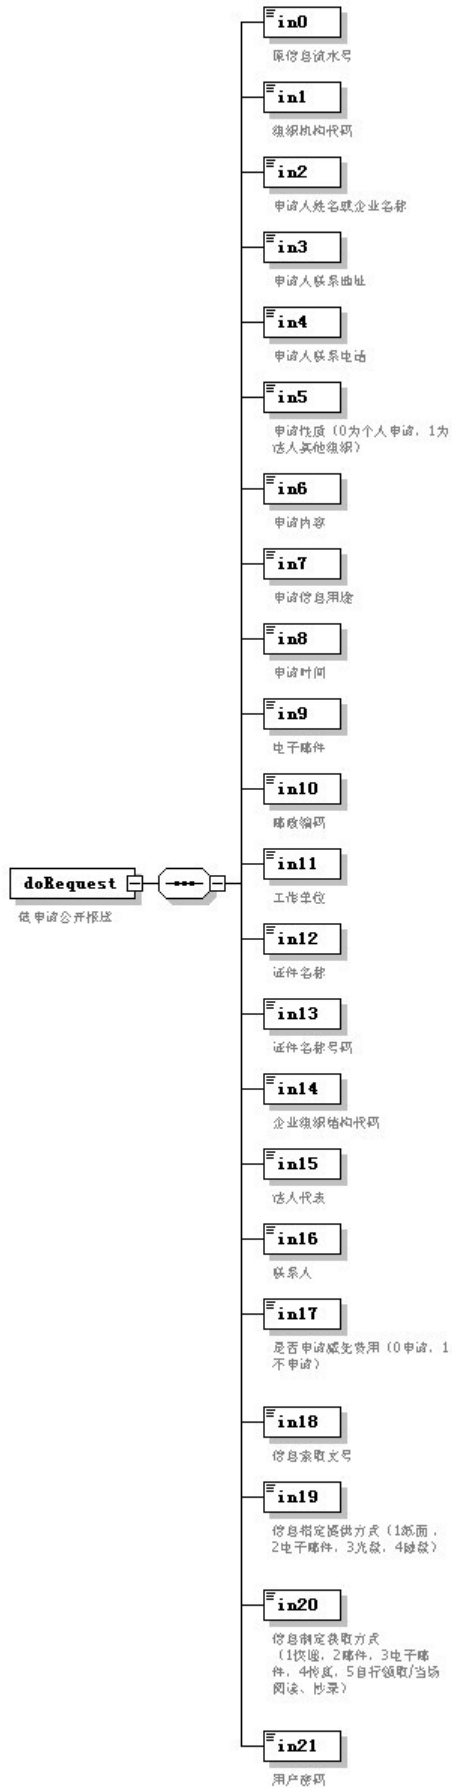 in0
原信息流水号
in1
组织机构代码
in2
申请人姓名或企业名称
in3
申请人联系地址
in4
申请人联系电话
in5
申请性质（0为个人申请，1为
法人其他组织）
in6
申请内容
in7
申请信息用途
in8
申请时间
in9
电子邮件
in10
邮政编码
doRequest
依申请公开报送
in11
工作单位
in12
证件名称
in13
证件名称号码
in14
企业组织结构代码
in15
法人代表
in16
联系人
in17
是否申请减免费用（0申请，1
不申请）
in18
信息索取文号
in19
信息指定提供方式（1纸面，
2电子邮件，3光盘，4磁盘）
in20
信息制定获取方式
（1快递，2邮件，3电子邮
件，4传真，5自行领取/当场
阅读、抄录）
in21
用户密码